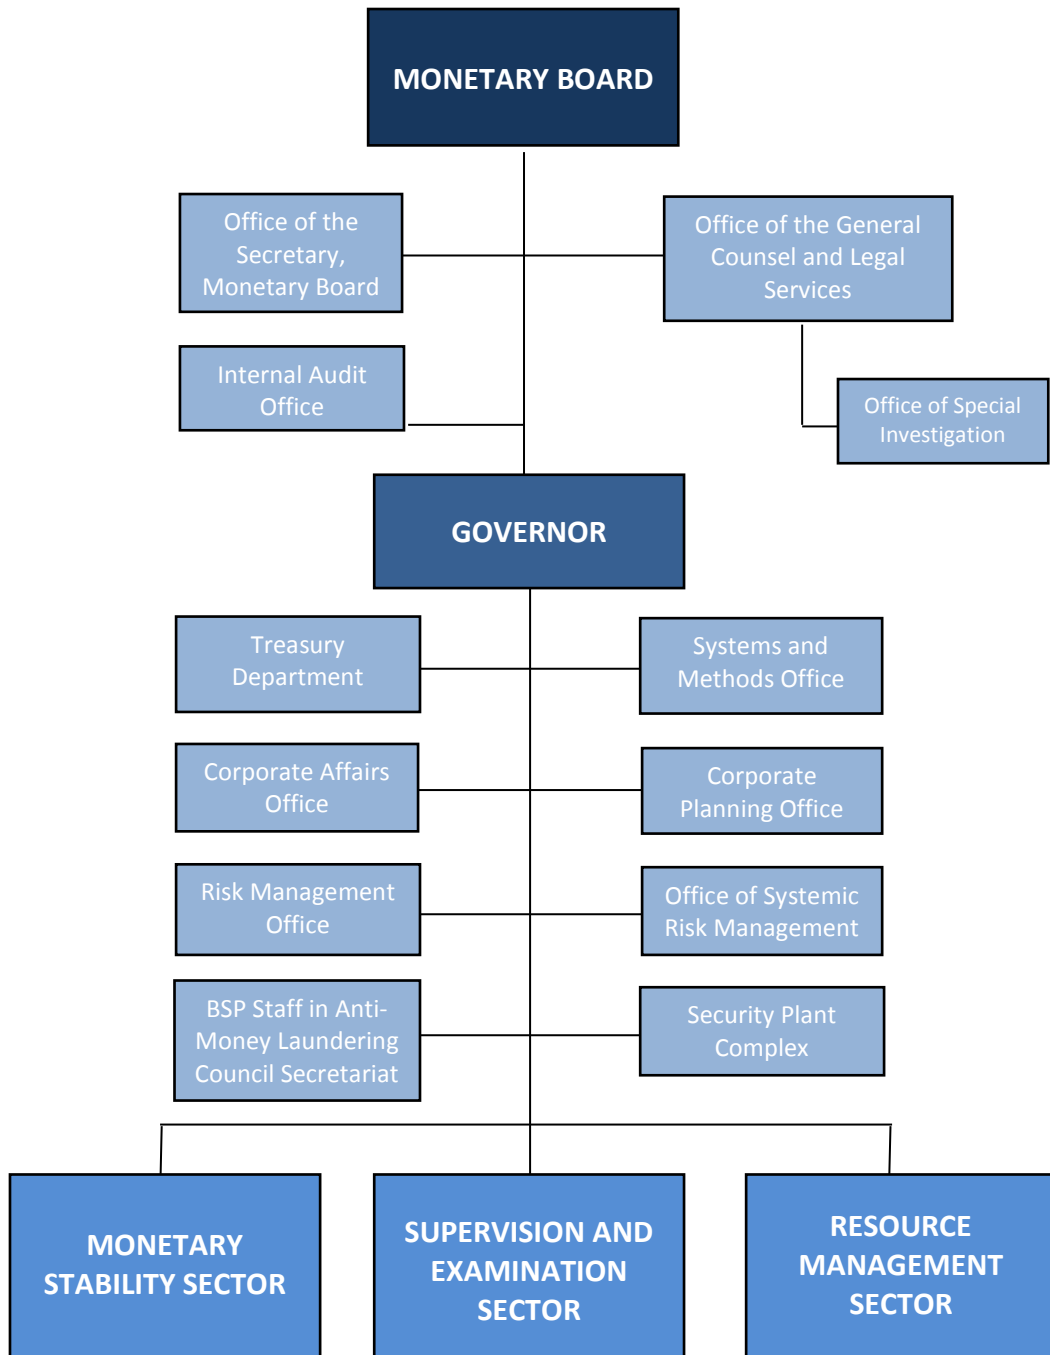 MONETARY BOARD
Office of the
Secretary,
Monetary Board
Office of the General
Counsel and Legal
Services
Internal Audit
Office
Office of Special
Investigation
GOVERNOR
Treasury
Department
Systems and
Methods Office
Corporate Affairs
Office
Corporate
Planning Office
Risk Management
Office
Office of Systemic
Risk Management
BSP Staff in Anti-
Money Laundering
Council Secretariat
Security Plant
Complex
MONETARY
STABILITY SECTOR
SUPERVISION AND
EXAMINATION
SECTOR
RESOURCE
MANAGEMENT
SECTOR